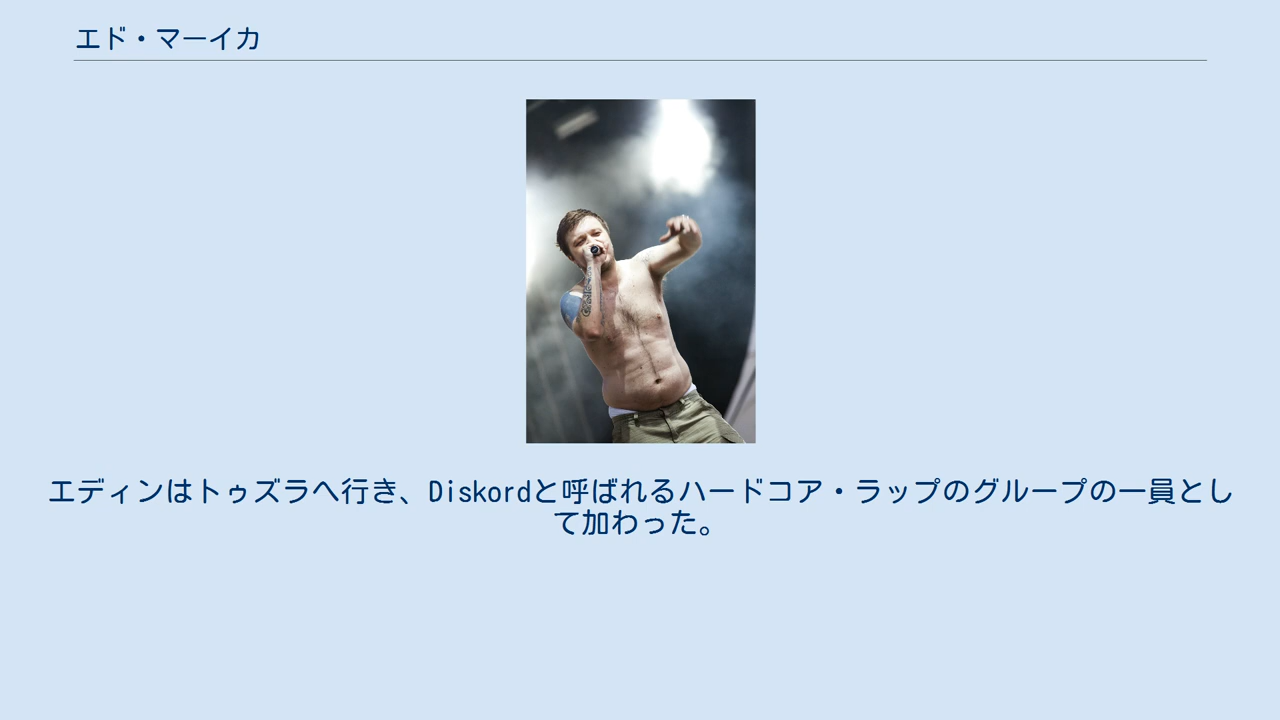 エド・マーイカ
エディンはトゥズラへ行き、Diskordと呼ばれるハードコア・ラップのグループの一員とし
て加わった。